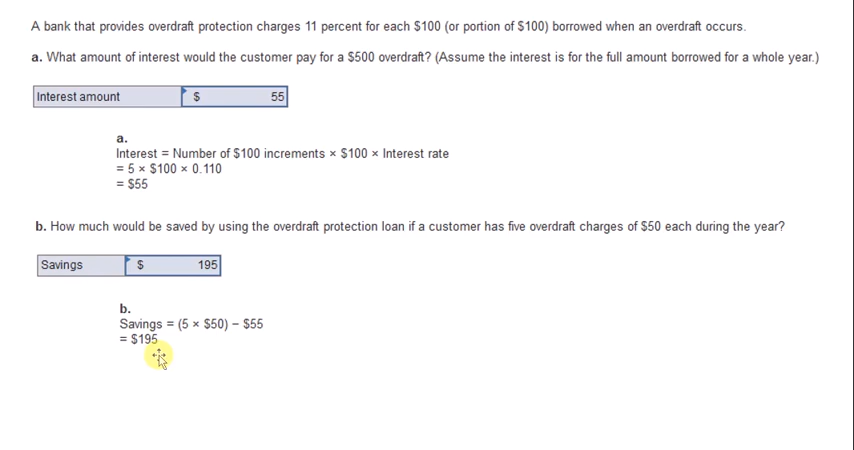 A bank that provides overdraft protection charges 11 percent for each $100 (or portion of $100) borrowed when an overdraft occurs.
a. What amount of interest would the customer pay for a $500 overdraft? (Assume the interest is for the full amount borrowed for a whole year.)
Interest amount $ 55
a.
Interest = Number of $100 increments × $100 × Interest rate
= 5 × $100 × 0.110
= $55
b. How much would be saved by using the overdraft protection loan if a customer has five overdraft charges of $50 each during the year?
Savings $ 195
b.
Savings = (5 × $50) − $55
= $195